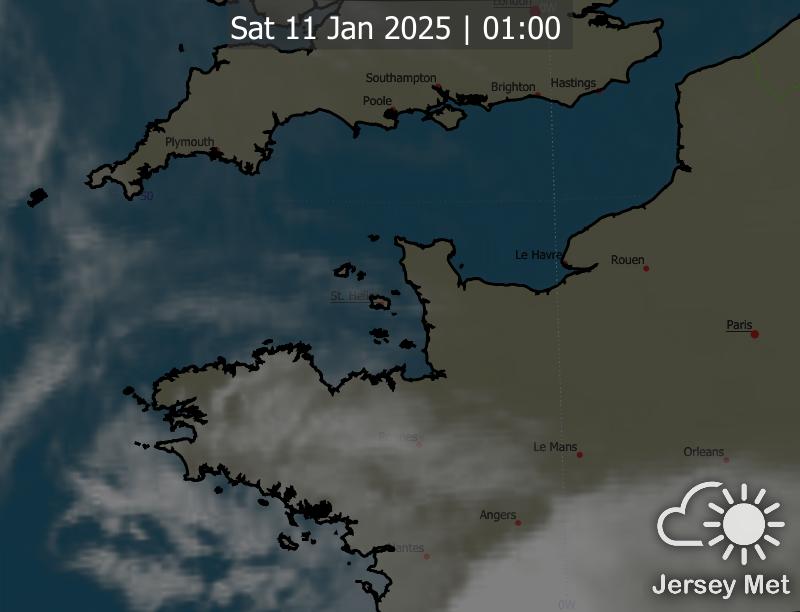 London
0W
Sat 11 Jan 2025 | 01:00
Southampton
Brighton
Hastings
Poole
Plymouth
50
Le Havre
Rouen
St. Helier
Paris
Rennes
Le Mans
Orleans
Angers
Nantes
Jersey Met
0W